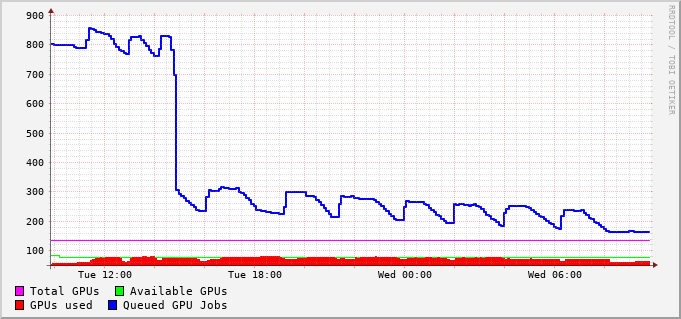 900
800
700
600
500
400
300
200
100
Tue 12:00 Tue 18:00 Wed 00:00 Wed 06:00
Total GPUs Available GPUs
GPUs used Queued GPU Jobs
RRDTOOL / TOBI OETIKER